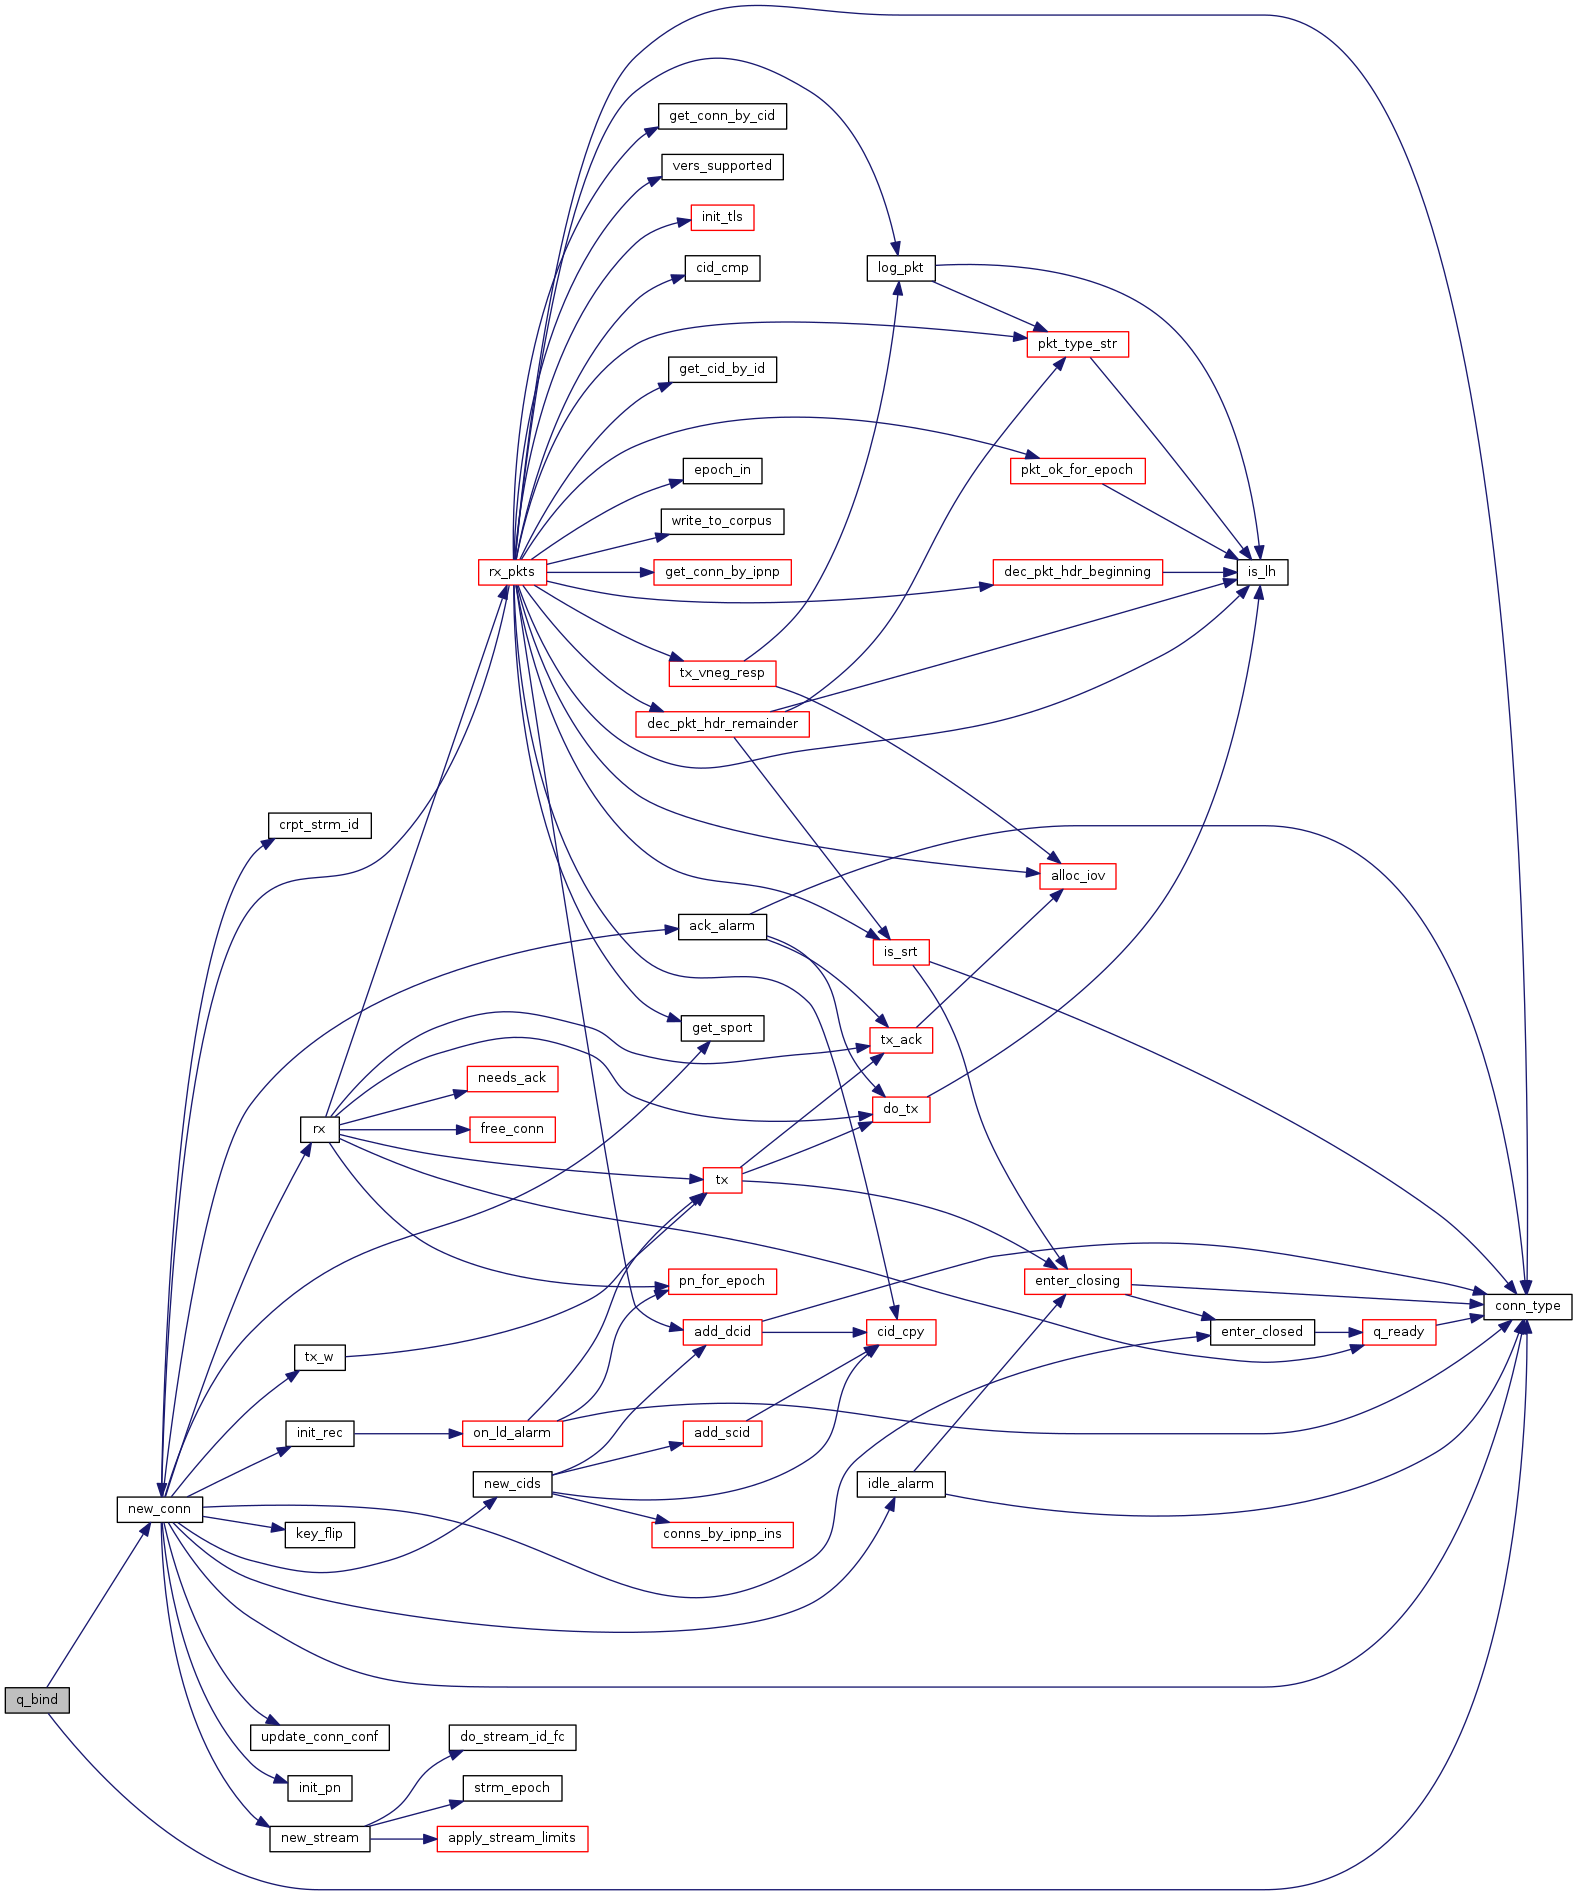 get_conn_by_cid
vers_supported
init_tls
cid_cmp
log_pkt
pkt_type_str
get_cid_by_id
epoch_in
pkt_ok_for_epoch
write_to_corpus
rx_pkts
get_conn_by_ipnp
dec_pkt_hdr_beginning
is_lh
tx_vneg_resp
dec_pkt_hdr_remainder
crpt_strm_id
alloc_iov
ack_alarm
is_srt
get_sport
tx_ack
needs_ack
do_tx
rx
free_conn
tx
pn_for_epoch
enter_closing
conn_type
add_dcid
cid_cpy
enter_closed
q_ready
tx_w
init_rec
on_ld_alarm
add_scid
new_cids
idle_alarm
new_conn
key_flip
conns_by_ipnp_ins
q_bind
update_conn_conf
do_stream_id_fc
init_pn
strm_epoch
new_stream
apply_stream_limits